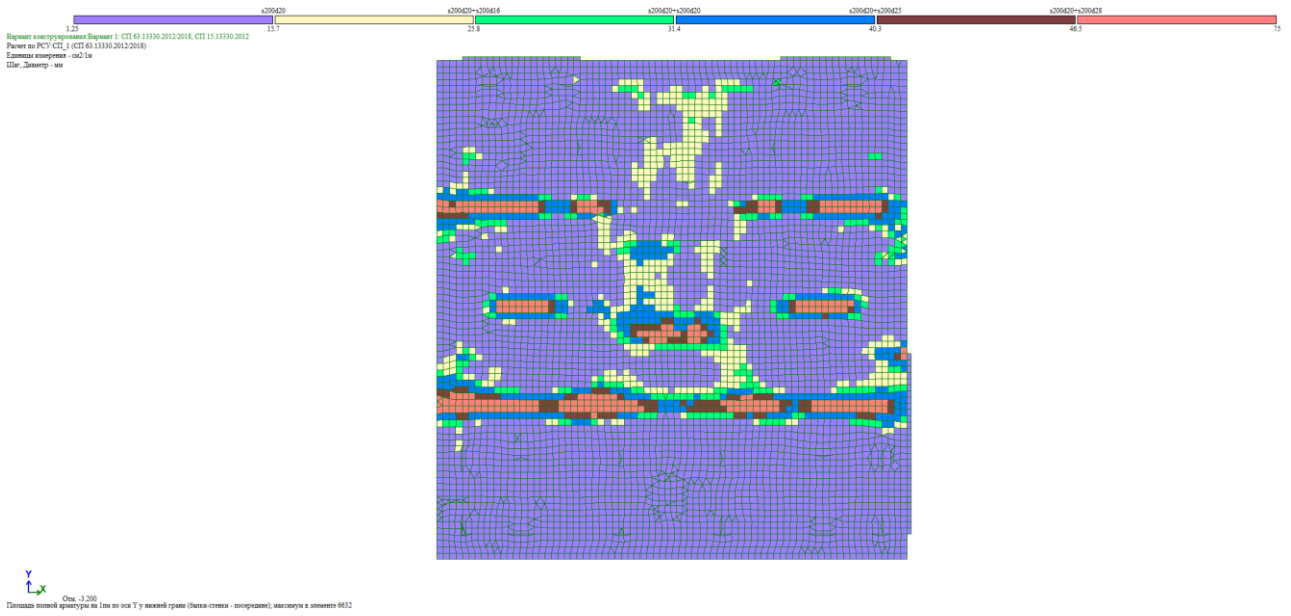 s200d20 s200d20+s200d16 s200d20+s200d20 s200d20+s200d25 s200d20+s200d28
1.25 15.7 25.8 31.4 40.3 46.5 75
Вариант конструирования:Вариант 1: СП 63.13330.2012/2018, СП 15.13330.2012
Расчет по РСУ:СП_1 (СП 63.13330.2012/2018)
Единицы измерения - см2/1м
Шаг, Диаметр - мм
Y
X
Отм. -3.200
Площадь полной арматуры на 1пм по оси Y у нижней грани (балки-стенки - посередине); максимум в элементе 6632